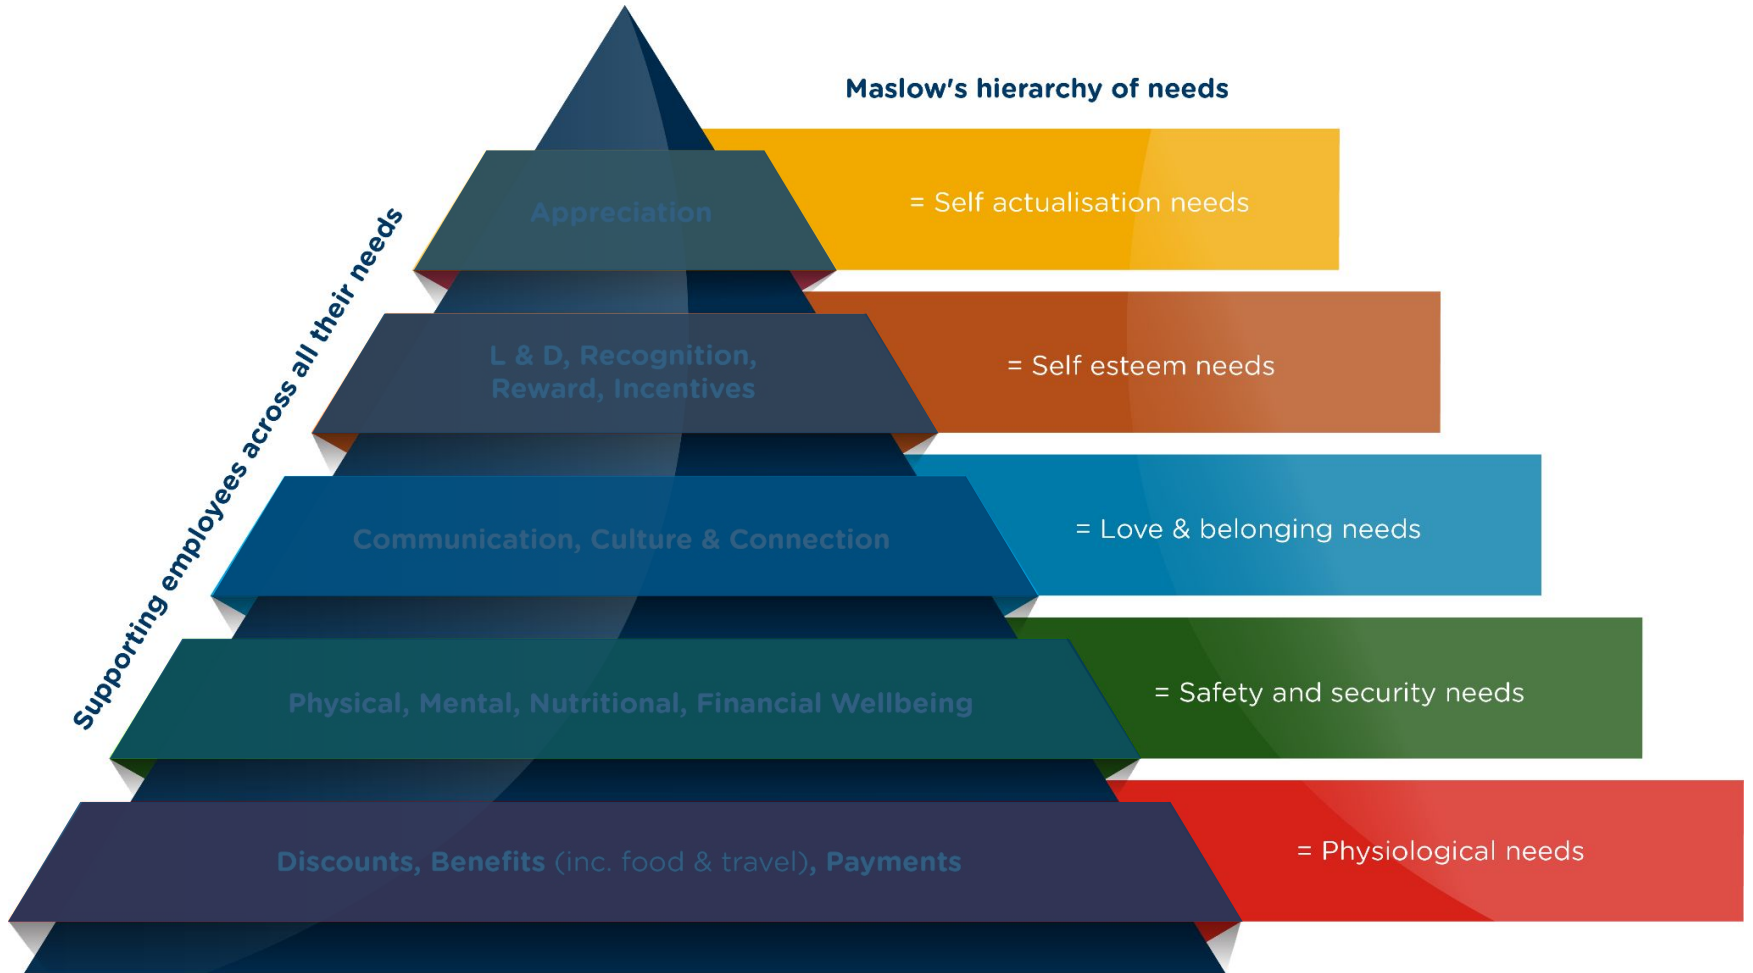 Maslow's hierarchy of needs
Supporting employees across all their needs
Appreciation
= Self actualisation needs
L & D, Recognition,
Reward, Incentives
= Self esteem needs
Communication, Culture & Connection
= Love & belonging needs
Physical, Mental, Nutritional, Financial Wellbeing
= Safety and security needs
Discounts, Benefits (inc. food & travel), Payments
= Physiological needs